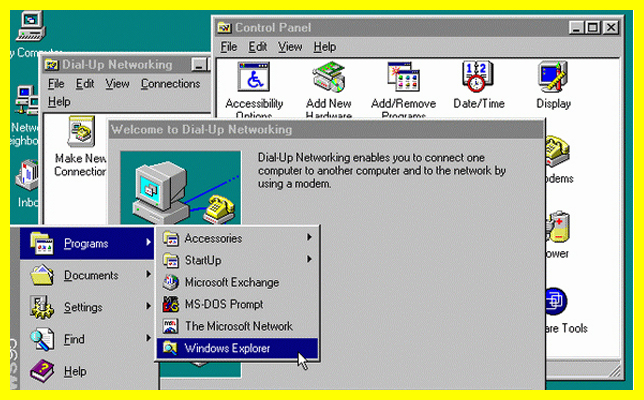 y Computer
Netw
eighbo
Inbo
Dial-Up Networking
File Edit View Connections
Help
Make New
Connection
Control Panel
File Edit View Help
Accessibility
Options
Add New
Hardware
Add/Remove
Programs
Date/Time
Display
odems
ower
are Tools
Welcome to Dial-Up Networking
Dial-Up Networking enables you to connect one
computer to another computer and to the network by
using a modem.
Programs
Documents
Settings
Find
Help
Accessories
StartUp
Microsoft Exchange
MS-DOS Prompt
The Microsoft Network
Windows Explorer